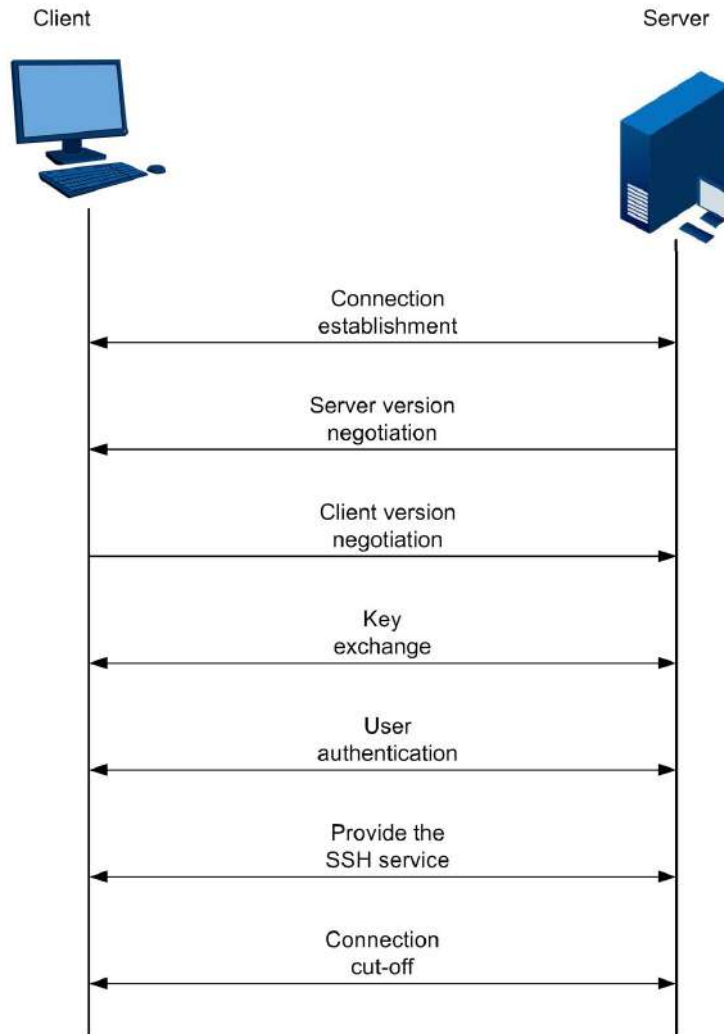 Client
Server
Connection
establishment
Server version
negotiation
Client version
negotiation
Key
exchange
User
authentication
Provide the
SSH service
Connection
cut-off